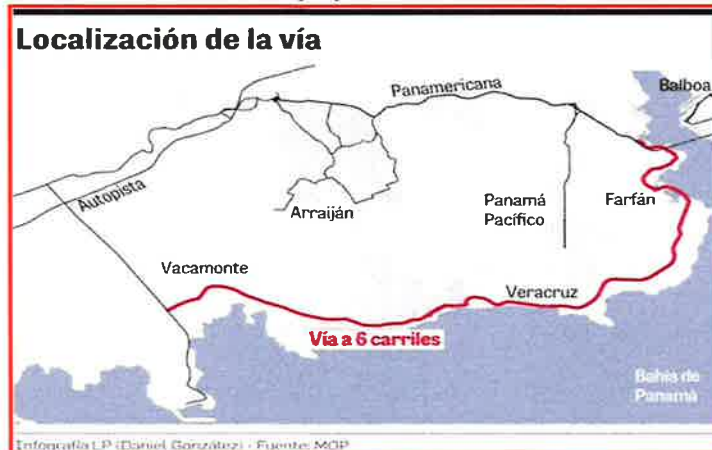 Localización de la vía
Panamericana
Balboa
Autopista
Arraiján
Panamá
Pacífico
Farfán
Vacamonte
Veracruz
Vía a 6 carriles
Bahía de
Panamá
Infografía LP (Daniel González) - Fuente: MOP